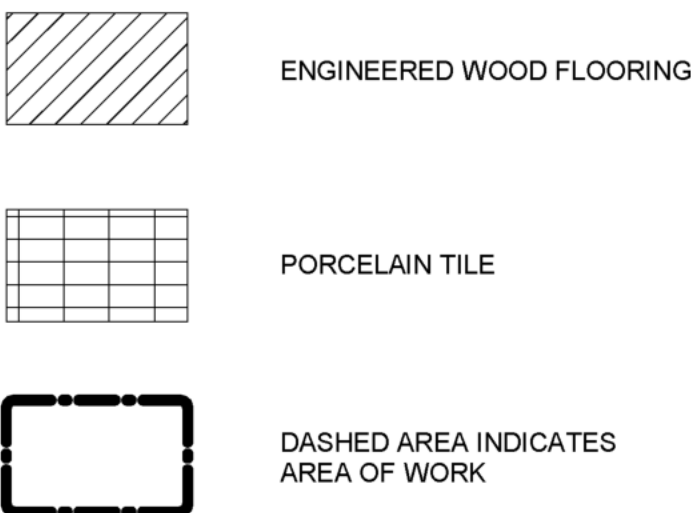 ENGINEERED WOOD FLOORING
PORCELAIN TILE
DASHED AREA INDICATES
AREA OF WORK